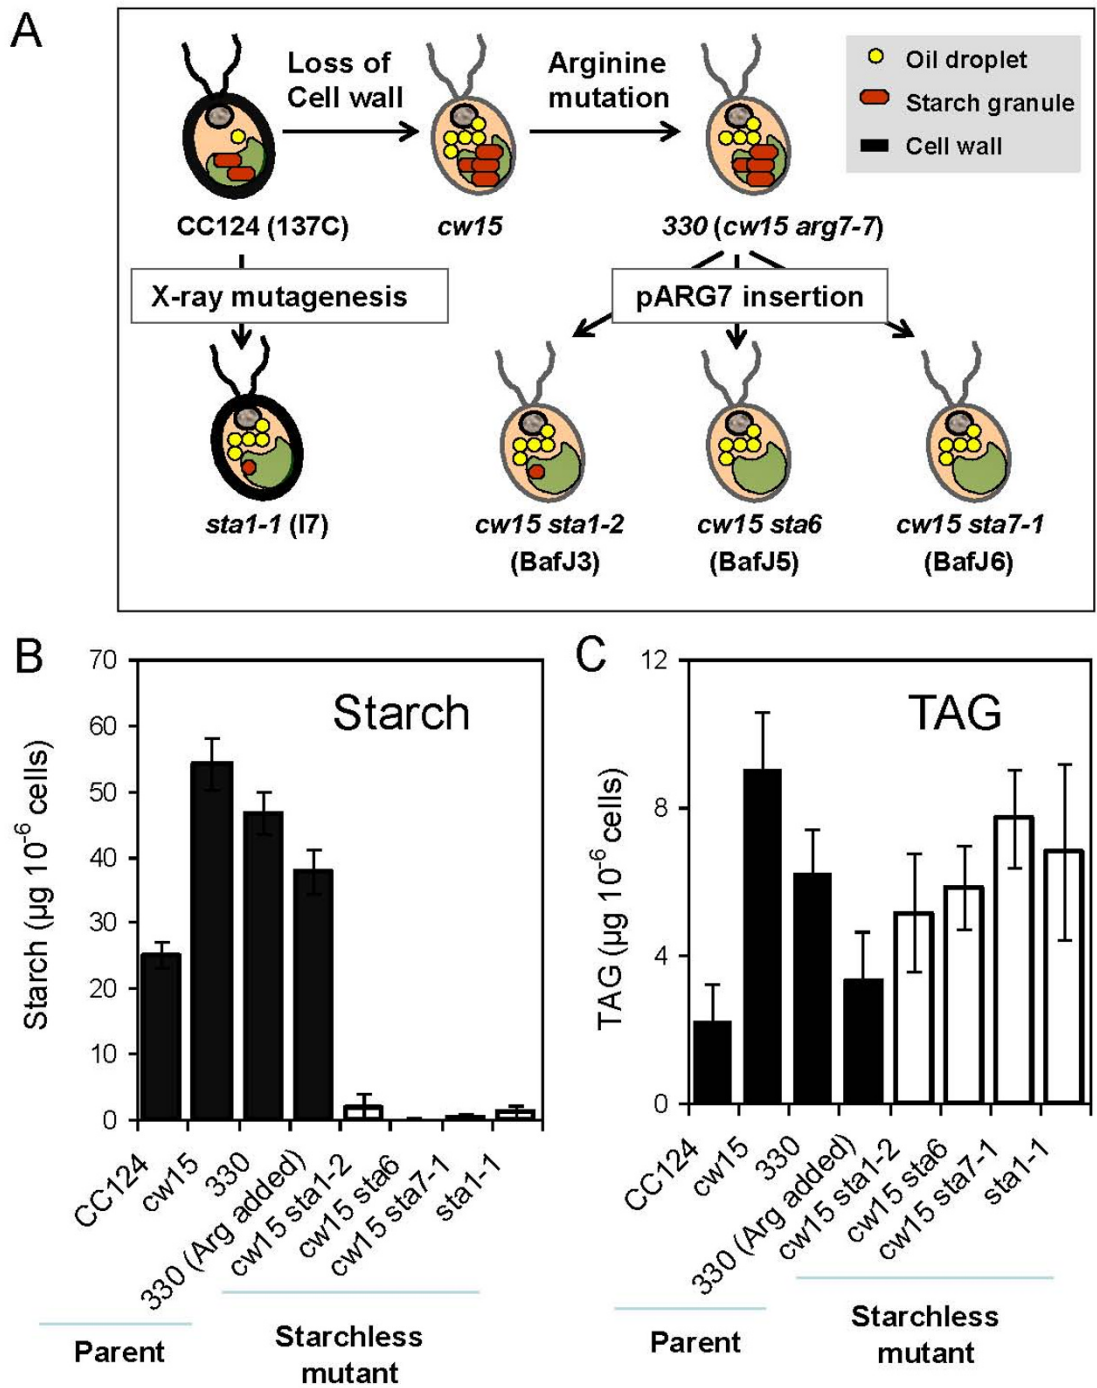 A
Loss of
Cell wall
Arginine
mutation
Oil droplet
Starch granule
Cell wall
CC124 (137C)
cw15
330 (cw15 arg7-7)
X-ray mutagenesis
pARG7 insertion
sta1-1 (I7)
cw15 sta1-2
(BafJ3)
cw15 sta6
(BafJ5)
cw15 sta7-1
(BafJ6)
B
Starch
Starch (µg 10⁻⁶ cells)
70
60
50
40
30
20
10
0
CC124
cw15
330
330 (Arg added)
cw15 sta1-2
cw15 sta6
cw15 sta7-1
sta1-1
Parent
Starchless
mutant
C
TAG
TAG (µg 10⁻⁶ cells)
12
8
4
0
CC124
cw15
330
330 (Arg added)
cw15 sta1-2
cw15 sta6
cw15 sta7-1
sta1-1
Parent
Starchless
mutant